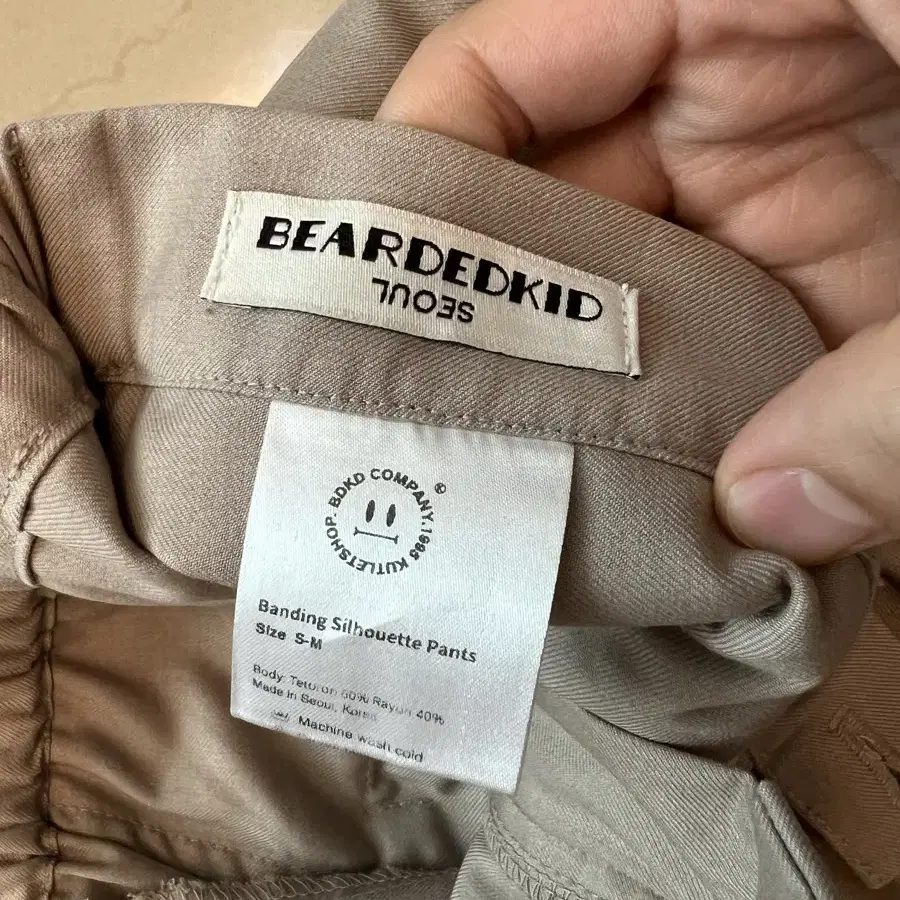 BEARDEDKID
SEOUL
BDKD COMPANY.1995 KUTLETSHOP.
©
Banding Silhouette Pants
Size S-M
Body: Tetoron 60% Rayon 40%
Made in Seoul, Korea
Machine wash cold